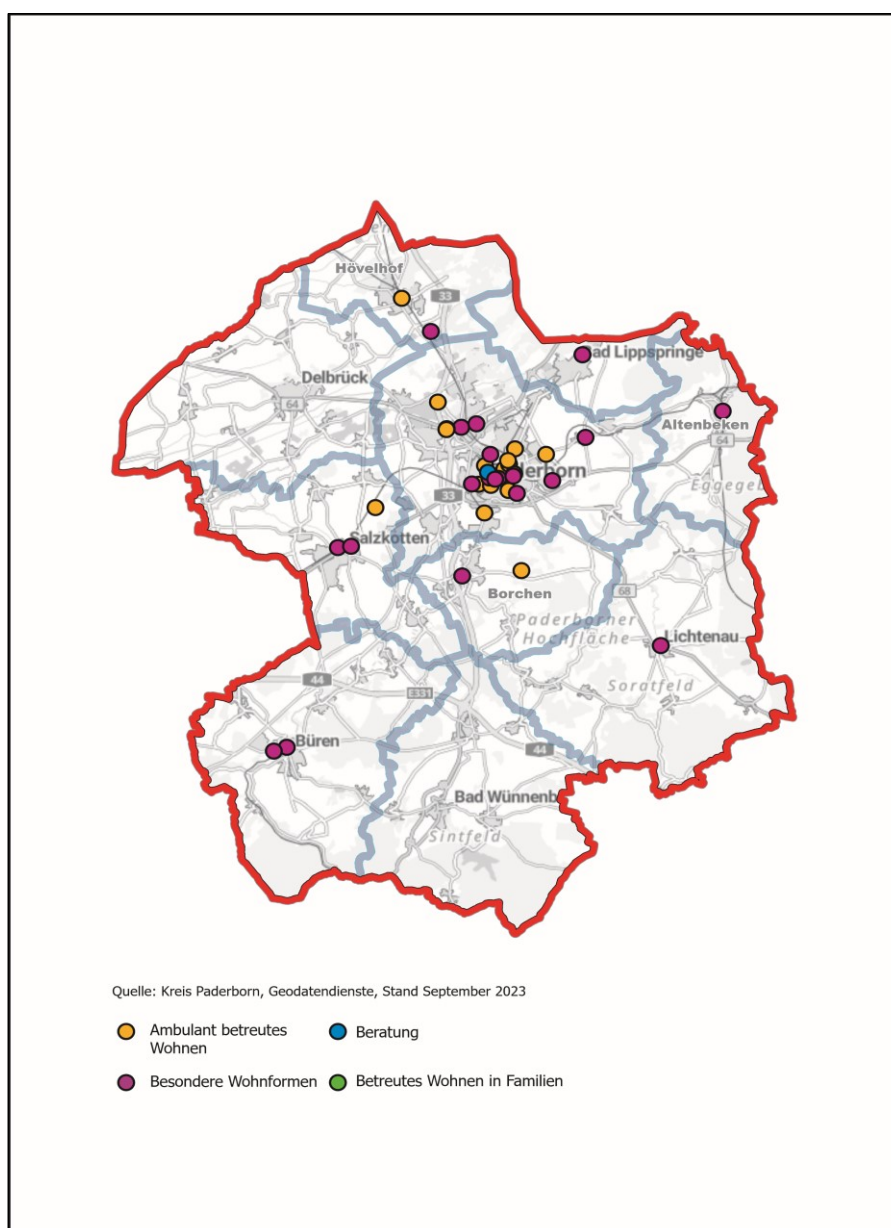 Hövelhof
33
Bad Lippspringe
Delbrück
64
Altenbeken
64
derborn
Eggegeb
33
Salzkotten
Borchen
68
Paderborner
Hochfläche
Lichtenau
44
E331
Soratfeld
Büren
44
Bad Wünnenb
Sintfeld
Quelle: Kreis Paderborn, Geodatendienste, Stand September 2023
Ambulant betreutes
Wohnen
Beratung
Besondere Wohnformen
Betreutes Wohnen in Familien